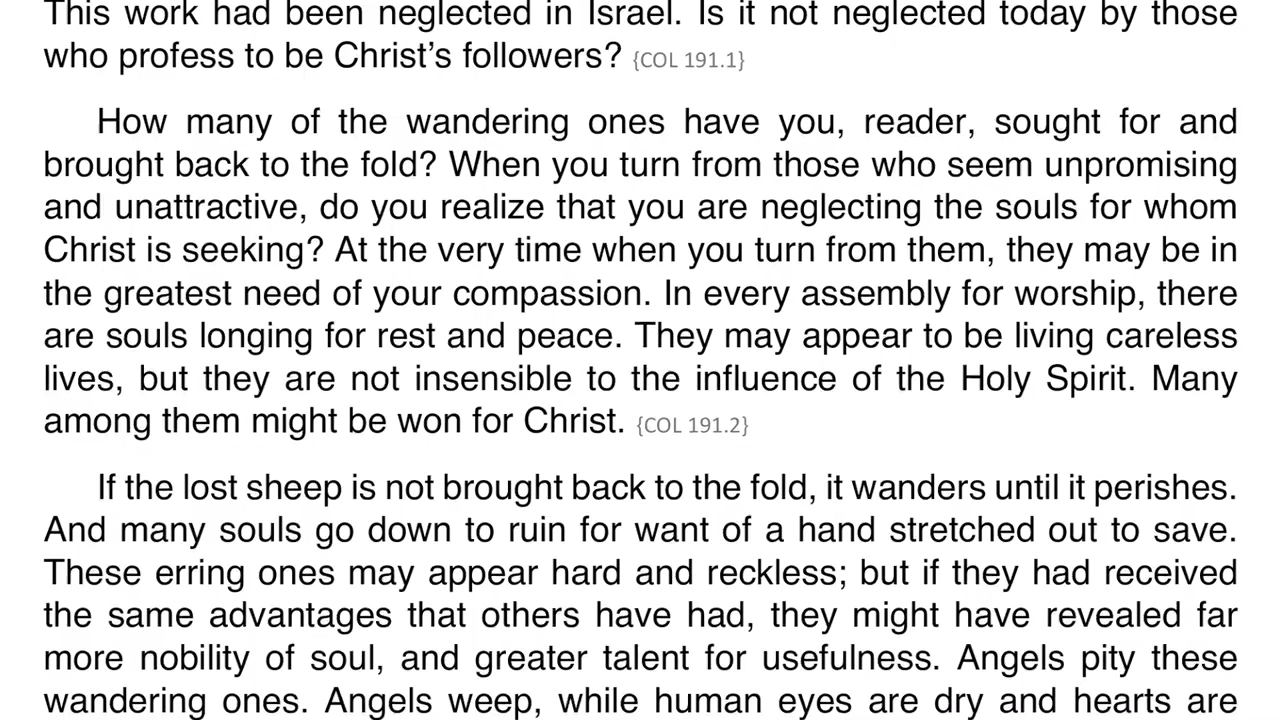 This work had been neglected in Israel. Is it not neglected today by those
who profess to be Christ’s followers? {COL 191.1}
How many of the wandering ones have you, reader, sought for and
brought back to the fold? When you turn from those who seem unpromising
and unattractive, do you realize that you are neglecting the souls for whom
Christ is seeking? At the very time when you turn from them, they may be in
the greatest need of your compassion. In every assembly for worship, there
are souls longing for rest and peace. They may appear to be living careless
lives, but they are not insensible to the influence of the Holy Spirit. Many
among them might be won for Christ. {COL 191.2}
If the lost sheep is not brought back to the fold, it wanders until it perishes.
And many souls go down to ruin for want of a hand stretched out to save.
These erring ones may appear hard and reckless; but if they had received
the same advantages that others have had, they might have revealed far
more nobility of soul, and greater talent for usefulness. Angels pity these
wandering ones. Angels weep, while human eyes are dry and hearts are